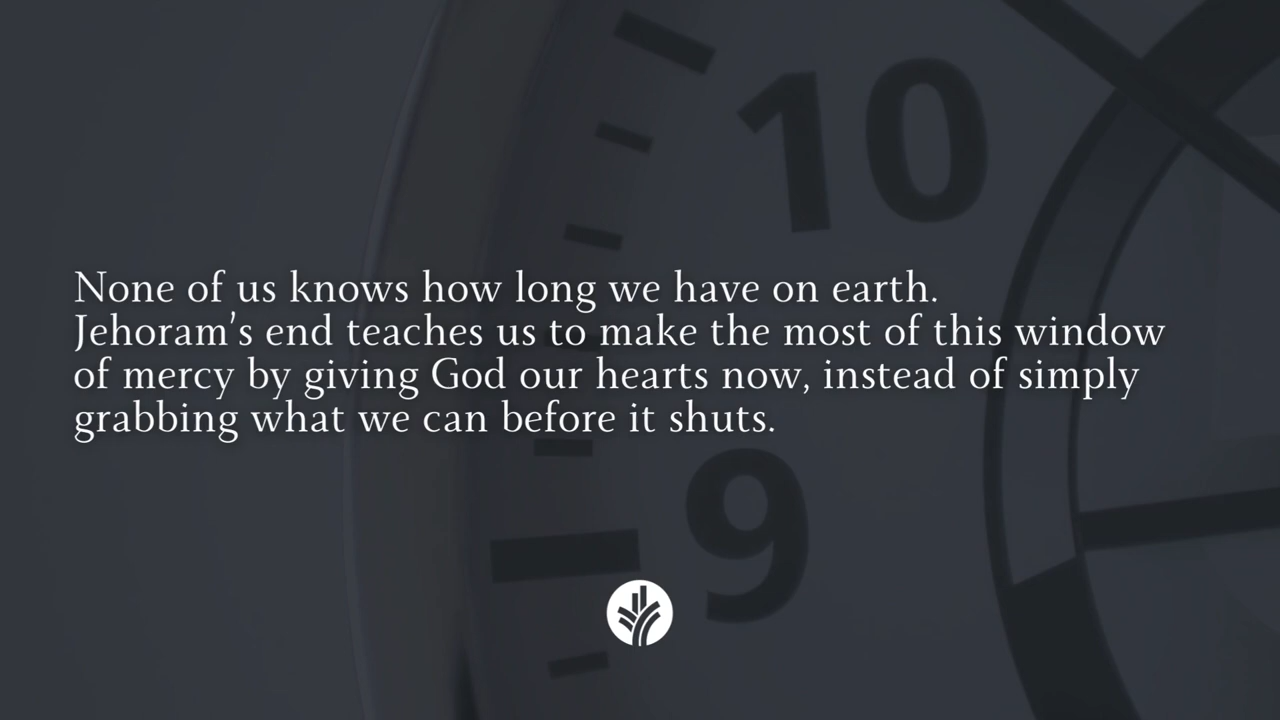 10
None of us knows how long we have on earth.
Jehoram's end teaches us to make the most of this window
of mercy by giving God our hearts now, instead of simply
grabbing what we can before it shuts.
9